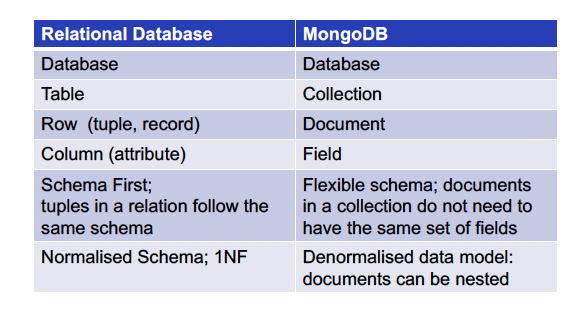 Relational Database MongoDB
Database Database
Table Collection
Row (tuple, record) Document
Column (attribute) Field
Schema First;
tuples in a relation follow the
same schema
Flexible schema; documents
in a collection do not need to
have the same set of fields
Normalised Schema; 1NF
Denormalised data model:
documents can be nested